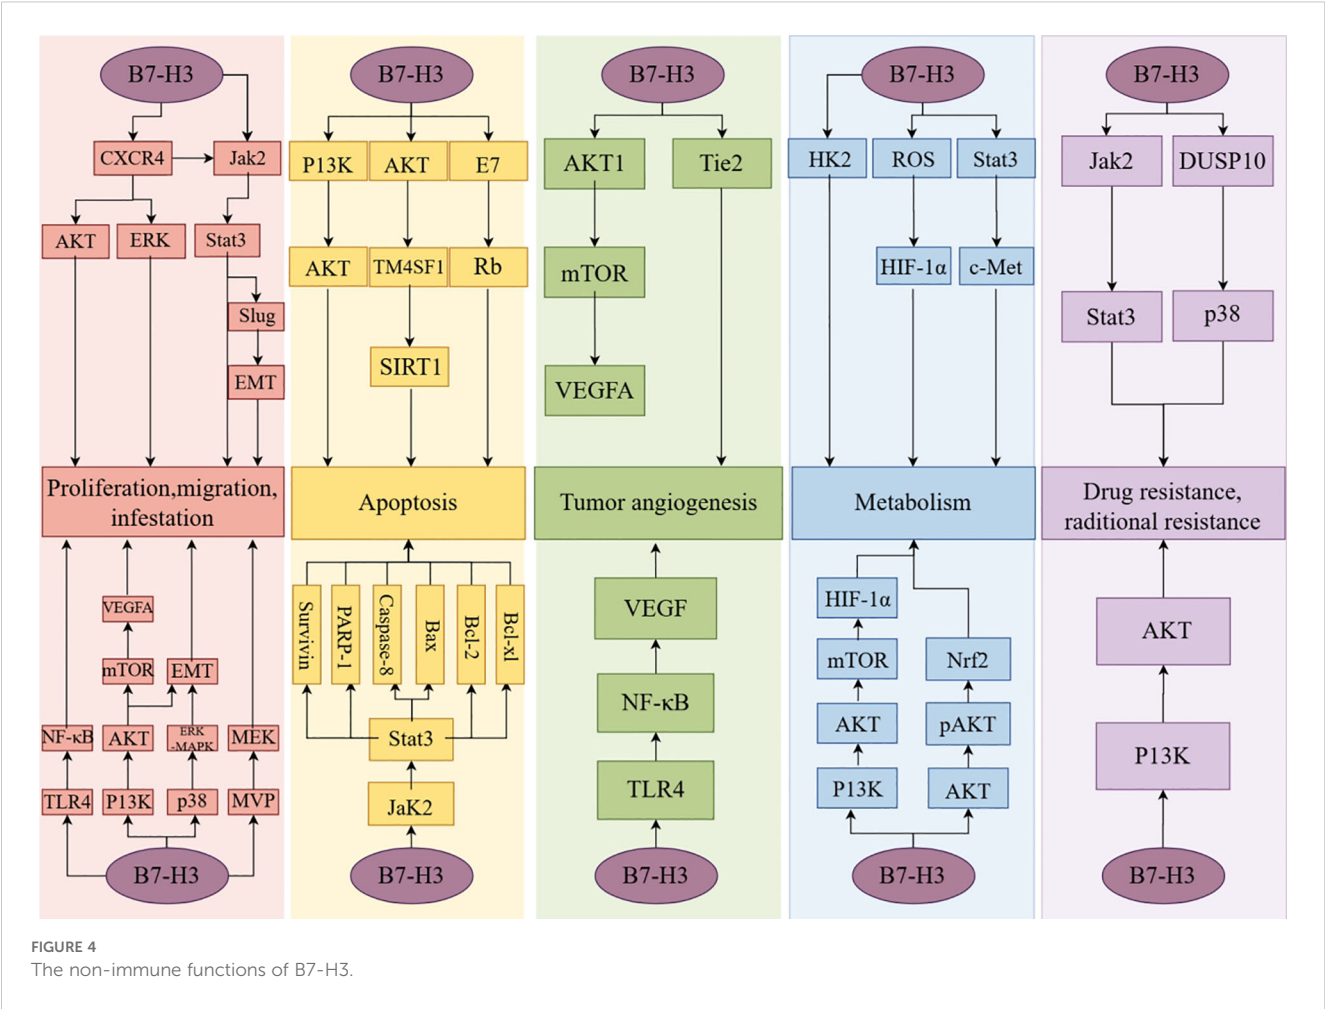 B7-H3
CXCR4
Jak2
AKT
ERK
Stat3
Slug
EMT
Proliferation,migration,
infestation
VEGFA
mTOR
EMT
NF-κB
AKT
ERK
-MAPK
MEK
TLR4
P13K
p38
MVP
B7-H3
B7-H3
P13K
AKT
E7
AKT
TM4SF1
Rb
SIRT1
Apoptosis
Survivin
PARP-1
Caspase-8
Bax
Bcl-2
Bcl-xl
Stat3
JaK2
B7-H3
B7-H3
AKT1
Tie2
mTOR
VEGFA
Tumor angiogenesis
VEGF
NF-κB
TLR4
B7-H3
B7-H3
HK2
ROS
Stat3
HIF-1α
c-Met
Metabolism
HIF-1α
mTOR
Nrf2
AKT
pAKT
P13K
AKT
B7-H3
B7-H3
Jak2
DUSP10
Stat3
p38
Drug resistance,
raditional resistance
AKT
P13K
B7-H3
FIGURE 4
The non-immune functions of B7-H3.